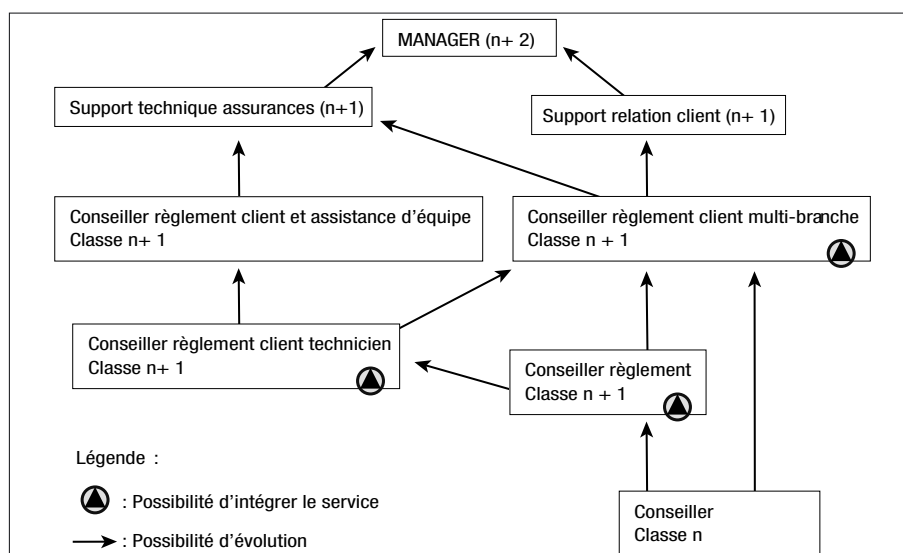 MANAGER (n+ 2)
Support technique assurances (n+1)
Support relation client (n+ 1)
Conseiller règlement client et assistance d'équipe
Classe n+ 1
Conseiller règlement client multi-branche
Classe n + 1
Conseiller règlement client technicien
Classe n+ 1
Conseiller règlement
Classe n + 1
Légende :
: Possibilité d'intégrer le service
: Possibilité d'évolution
Conseiller
Classe n